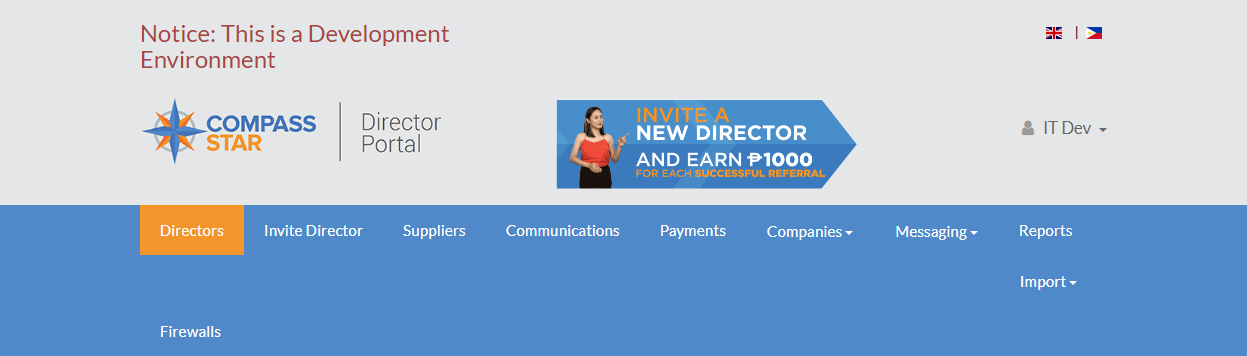 Notice: This is a Development
Environment
|
COMPASS
STAR
Director
Portal
INVITE A
NEW DIRECTOR
AND EARN ₱1000
FOR EACH SUCCESSFUL REFERRAL
IT Dev
Directors Invite Director Suppliers Communications Payments Companies Messaging Reports
Import
Firewalls